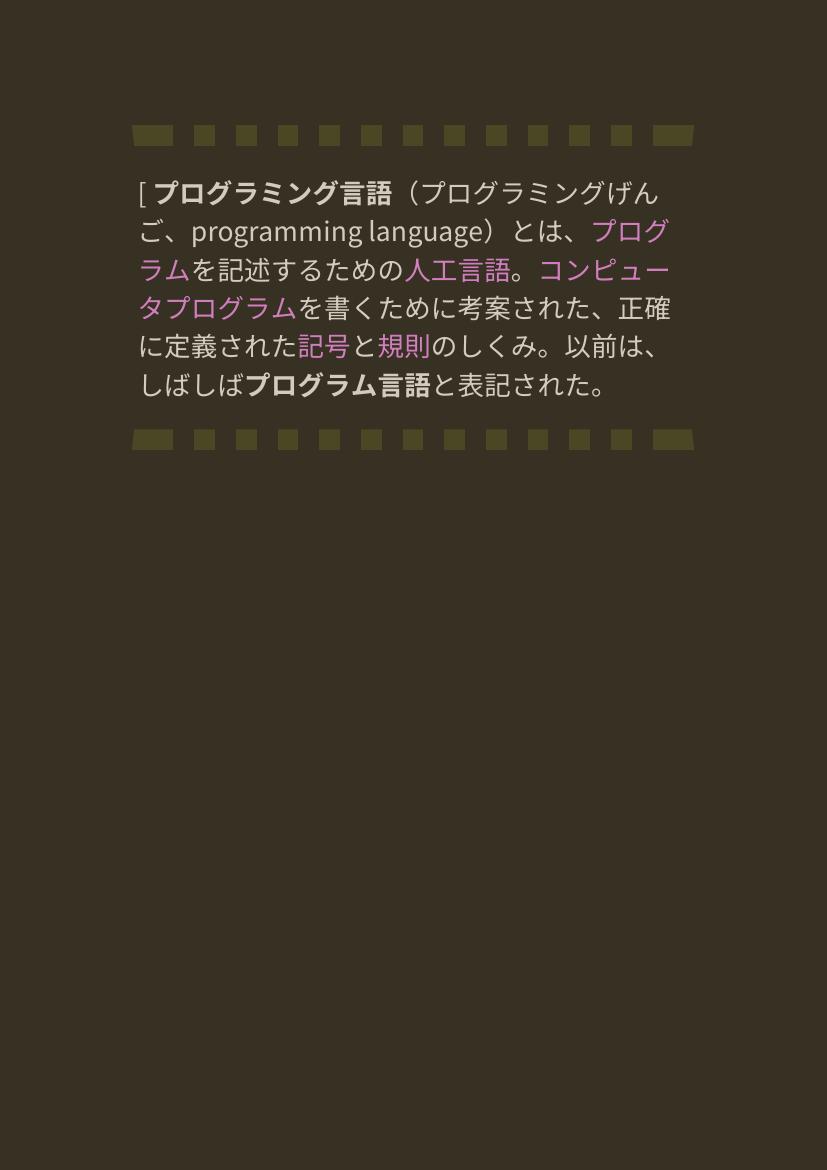 [ プログラミング言語（プログラミングげん
ご、programming language）とは、プログ
ラムを記述するための人工言語。コンピュー
タプログラムを書くために考案された、正確
に定義された記号と規則のしくみ。以前は、
しばしばプログラム言語と表記された。